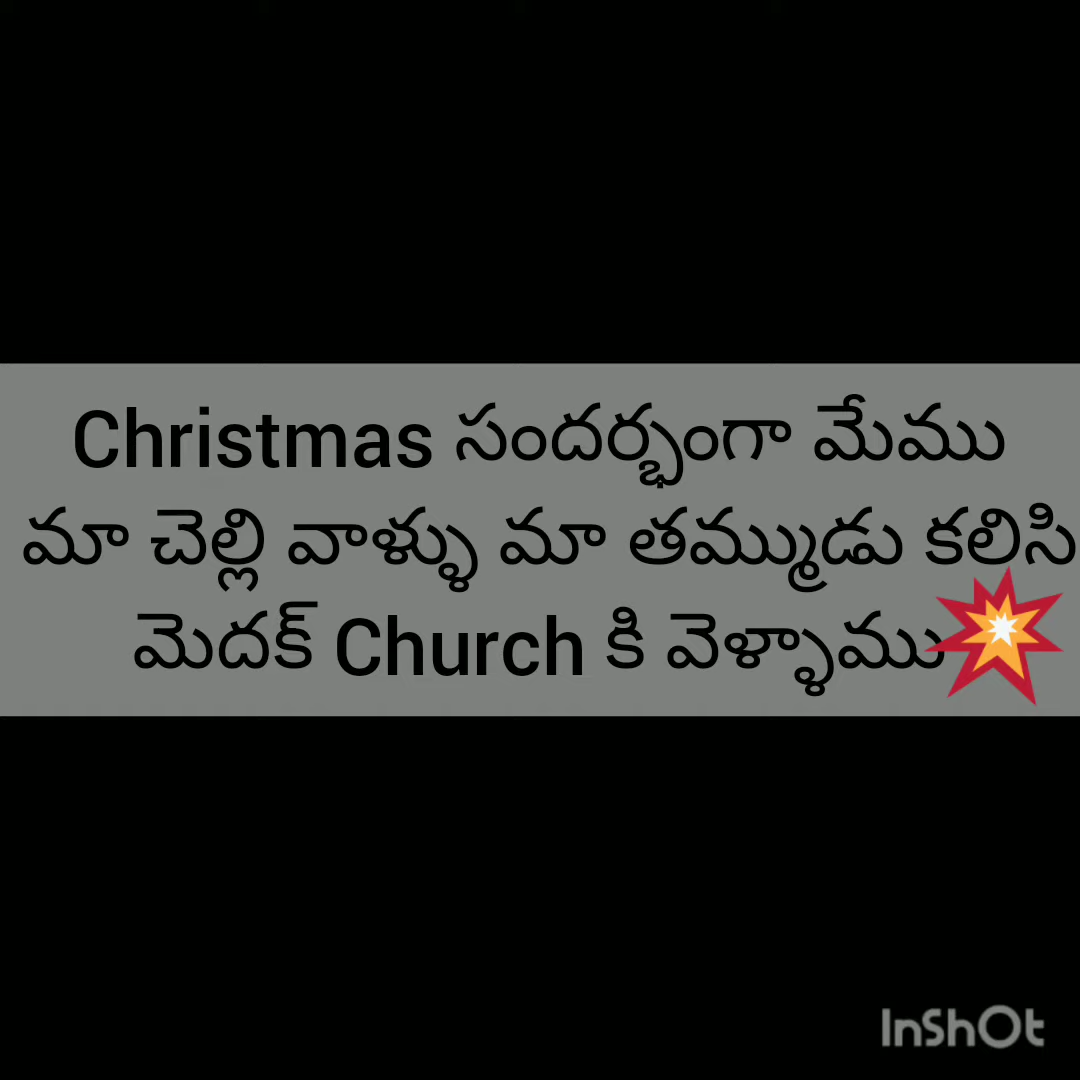 Christmas సందర్భంగా మేము
మా చెల్లి వాళ్ళు మా తమ్ముడు కలిసి
మెదక్ Church కి వెళ్ళాము💥
InShOt